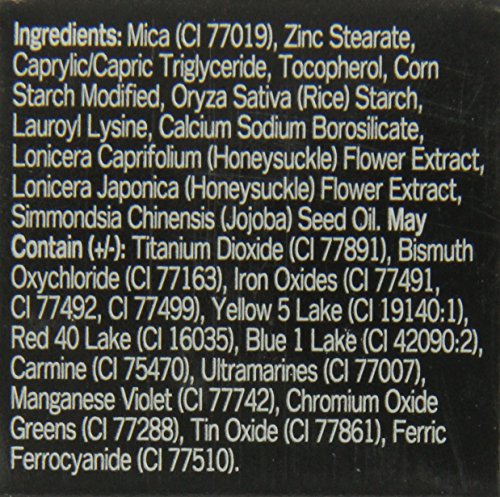 Ingredients: Mica (CI 77019), Zinc Stearate,
Caprylic/Capric Triglyceride, Tocopherol, Corn
Starch Modified, Oryza Sativa (Rice) Starch,
Lauroyl Lysine, Calcium Sodium Borosilicate,
Lonicera Caprifolium (Honeysuckle) Flower Extract,
Lonicera Japonica (Honeysuckle) Flower Extract,
Simmondsia Chinensis (Jojoba) Seed Oil. May
Contain (+/-): Titanium Dioxide (CI 77891), Bismuth
Oxychloride (CI 77163), Iron Oxides (CI 77491,
CI 77492, CI 77499), Yellow 5 Lake (CI 19140:1),
Red 40 Lake (CI 16035), Blue 1 Lake (CI 42090:2),
Carmine (CI 75470), Ultramarines (CI 77007),
Manganese Violet (CI 77742), Chromium Oxide
Greens (CI 77288), Tin Oxide (CI 77861), Ferric
Ferrocyanide (CI 77510).